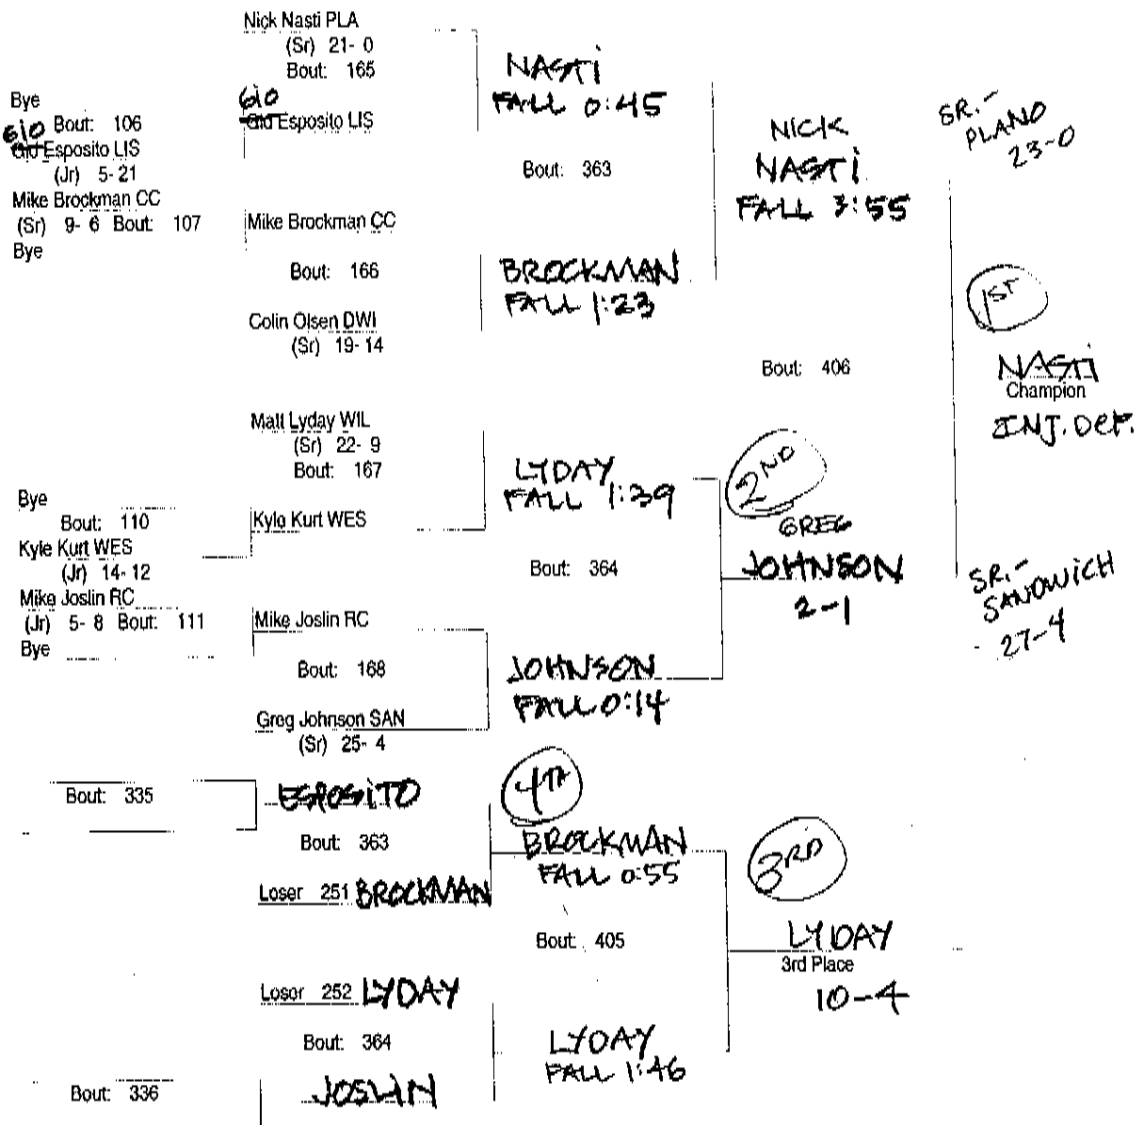 Nick Nasti PLA
(Sr) 21- 0
Bout: 165
Bye
Bout: 106
GIO Esposito LIS
(Jr) 5- 21
Mike Brockman CC
(Sr) 9- 6 Bout: 107
Bye
GIO Esposito LIS
Mike Brockman CC
Bout: 166
Colin Olsen DWI
(Sr) 19- 14
Matt Lyday WIL
(Sr) 22- 9
Bout: 167
Bye
Bout: 110
Kyle Kurt WES
(Jr) 14- 12
Mike Joslin RC
(Jr) 5- 8 Bout: 111
Bye
Kyle Kurt WES
Mike Joslin RC
Bout: 168
Greg Johnson SAN
(Sr) 25- 4
NASTI
FALL 0:45
Bout: 363
BROCKMAN
FALL 1:23
LYDAY
FALL 1:39
Bout: 364
JOHNSON
FALL 0:14
NICK
NASTI
FALL 3:55
Bout: 406
2ND
GREG
JOHNSON
2-1
SR.-
PLANO
23-0
1ST
NASTI
Champion
INJ. DEF.
SR.-
SANDWICH
27-4
Bout: 335
ESPOSITO
Bout: 363
Loser 251 BROCKMAN
Loser 252 LYDAY
Bout: 364
Bout: 336
JOSLIN
4TH
BROCKMAN
FALL 0:55
Bout: 405
LYDAY
FALL 1:46
3RD
LYDAY
3rd Place
10-4